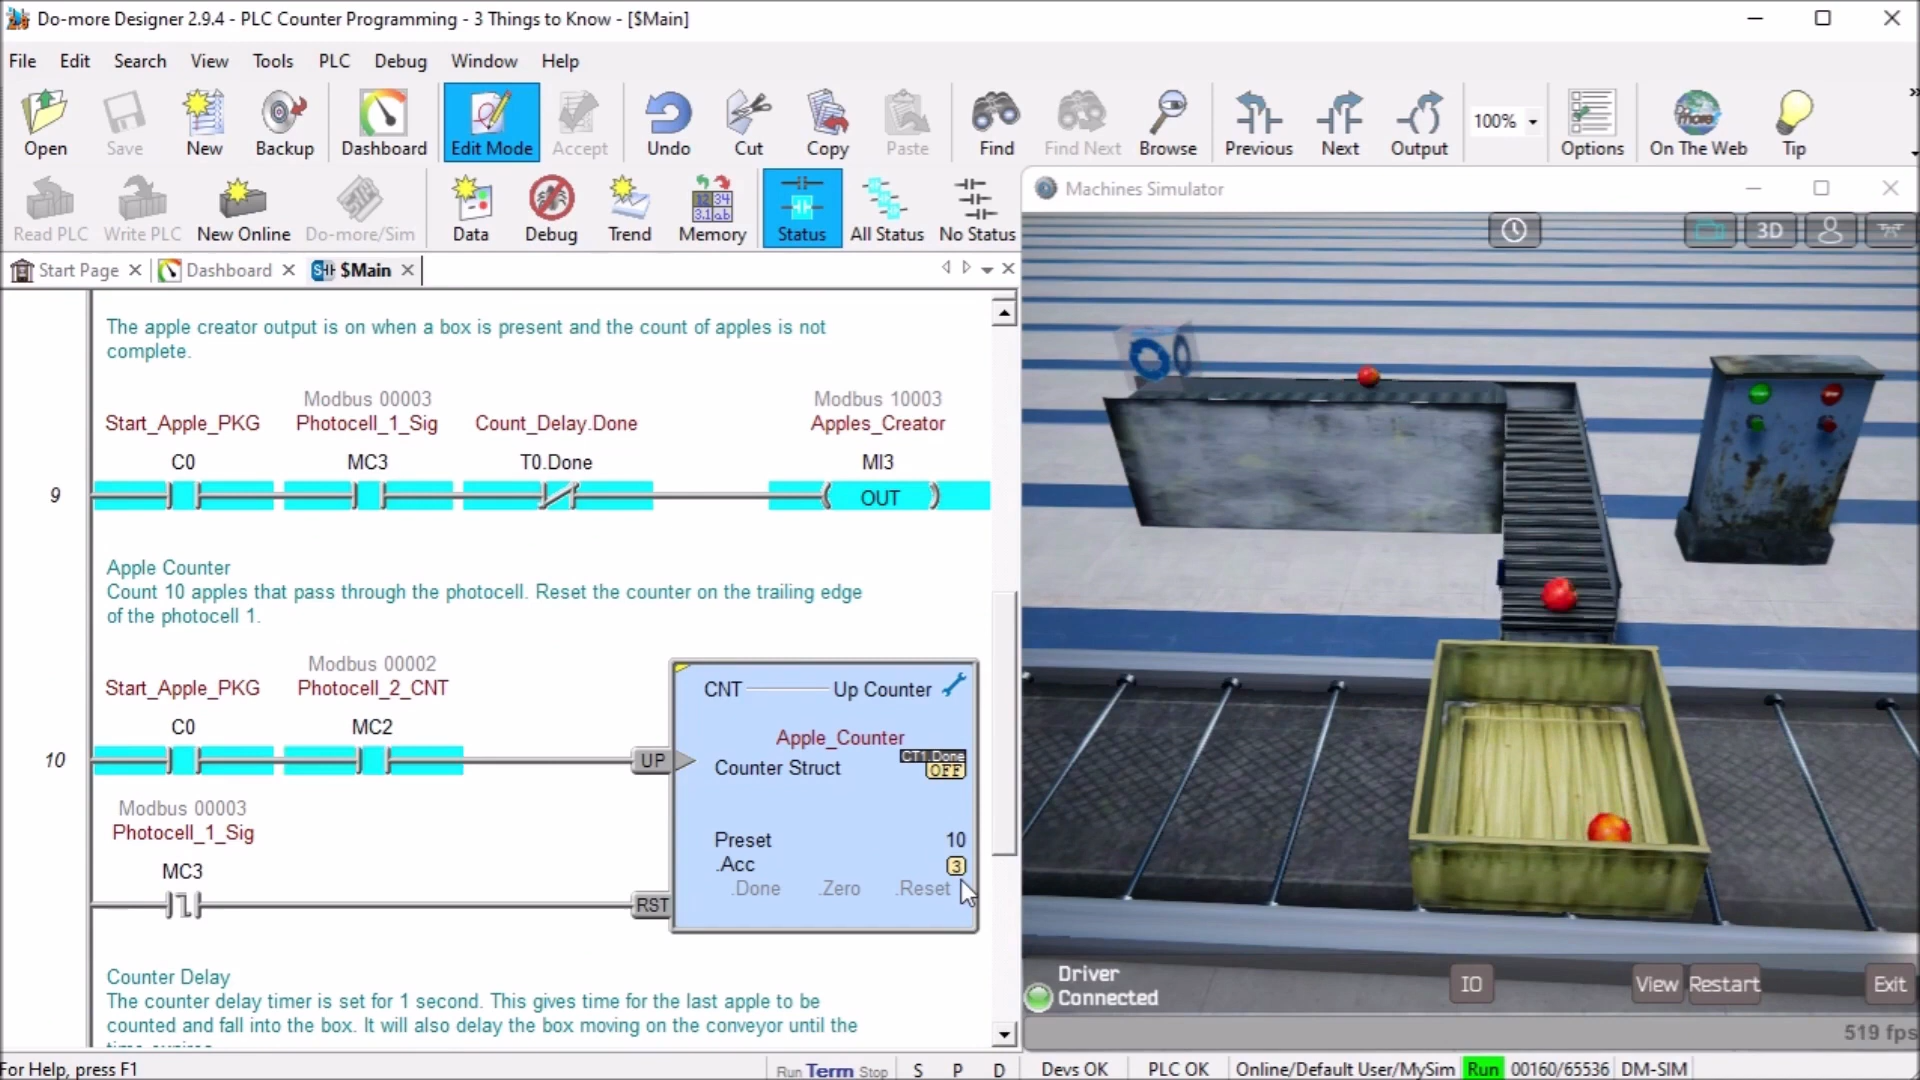 Do-more Designer 2.9.4 - PLC Counter Programming - 3 Things to Know - [$Main]
File Edit Search View Tools PLC Debug Window Help
Open Save New Backup Dashboard Edit Mode Accept Undo Cut Copy Paste Find Find Next Browse Previous Next Output 100% Options On The Web Tip
Read PLC Write PLC New Online Do-more/Sim Data Debug Trend Memory Status All Status No Status
Machines Simulator
3D
Start Page Dashboard $Main
The apple creator output is on when a box is present and the count of apples is not
complete.
Modbus 00003 Modbus 10003
Start_Apple_PKG Photocell_1_Sig Count_Delay.Done Apples_Creator
C0 MC3 T0.Done MI3
9 OUT
Apple Counter
Count 10 apples that pass through the photocell. Reset the counter on the trailing edge
of the photocell 1.
Modbus 00002
Start_Apple_PKG Photocell_2_CNT CNT Up Counter
C0 MC2 Apple_Counter
CT1.Done
10 UP Counter Struct OFF
Modbus 00003
Photocell_1_Sig Preset 10
MC3 .Acc 3
.Done .Zero .Reset
RST
Counter Delay
The counter delay timer is set for 1 second. This gives time for the last apple to be
counted and fall into the box. It will also delay the box moving on the conveyor until the
Driver
Connected
IO View Restart Exit
519 fps
For Help, press F1 Run Term Stop S P D Devs OK PLC OK Online/Default User/MySim Run 00160/65536 DM-SIM